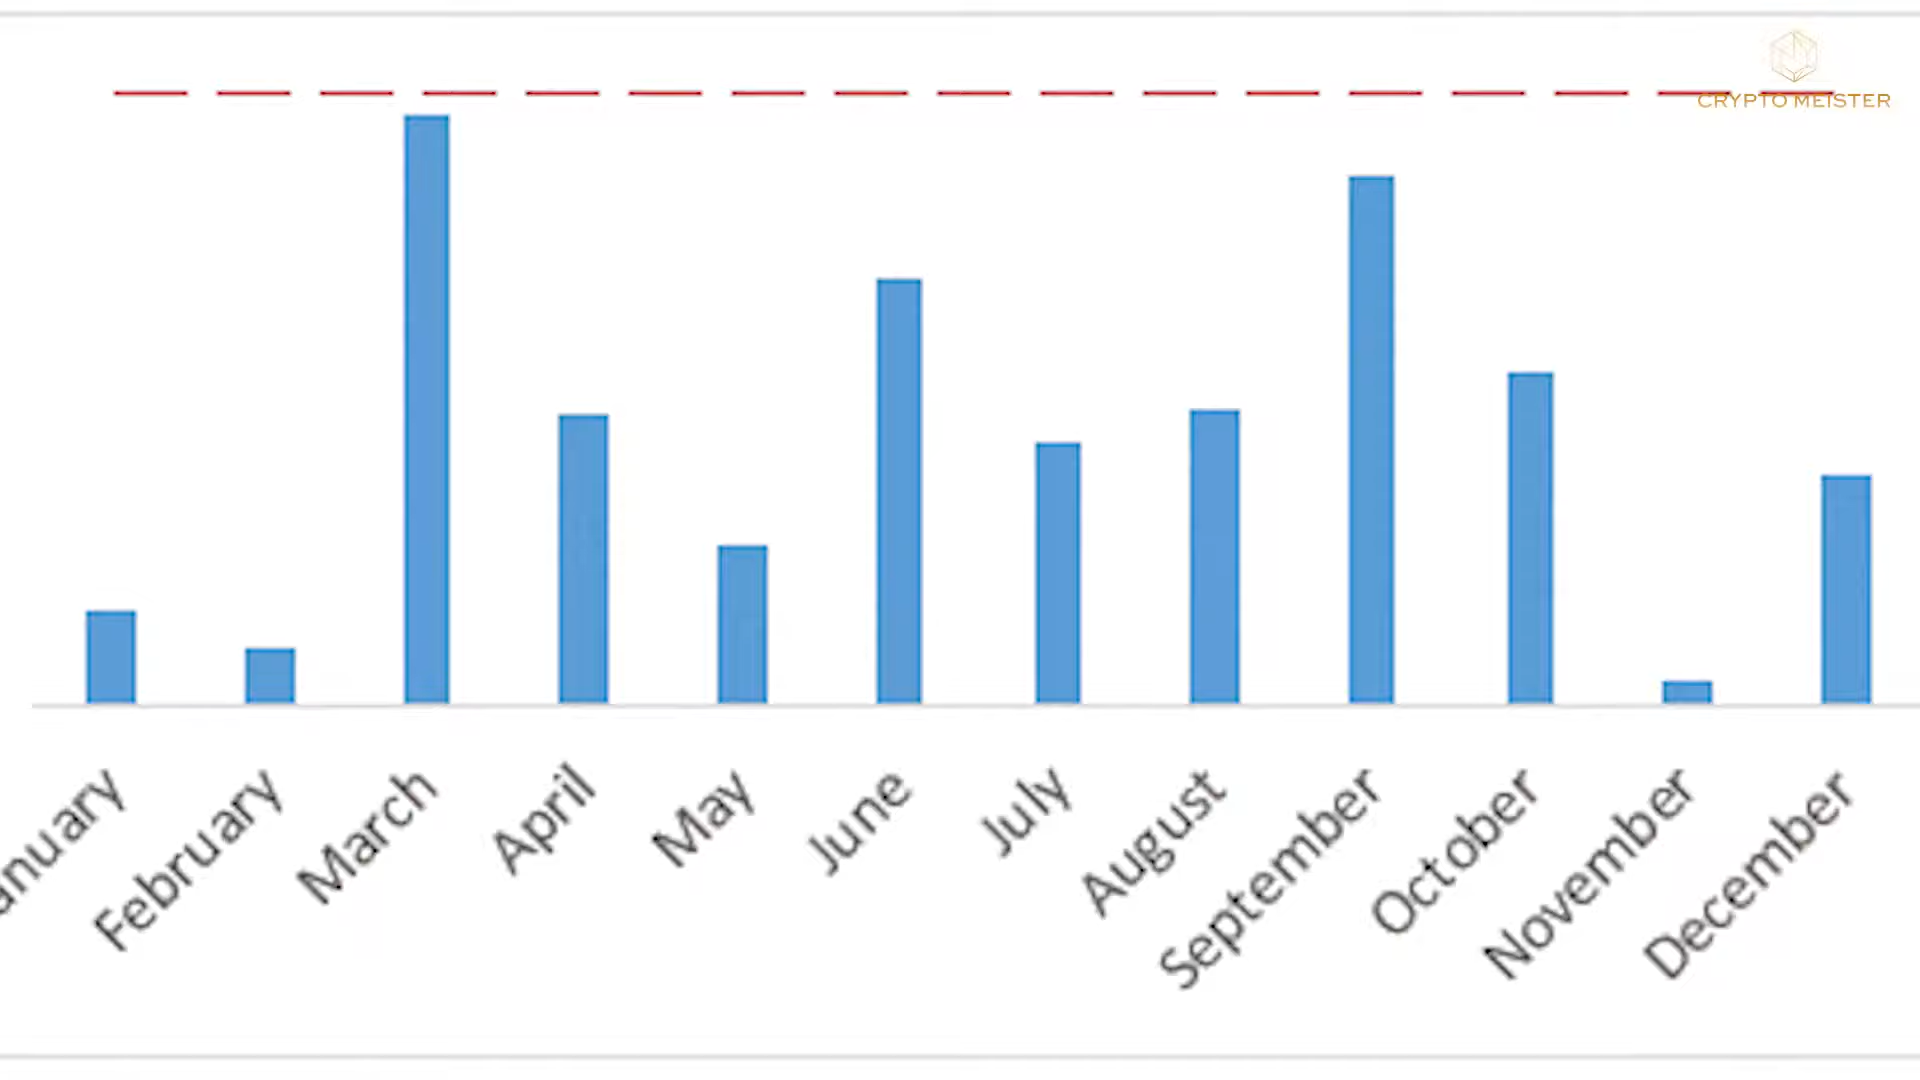 CRYPTO MEISTER
anuary
February
March
April
May
June
July
August
September
October
November
December